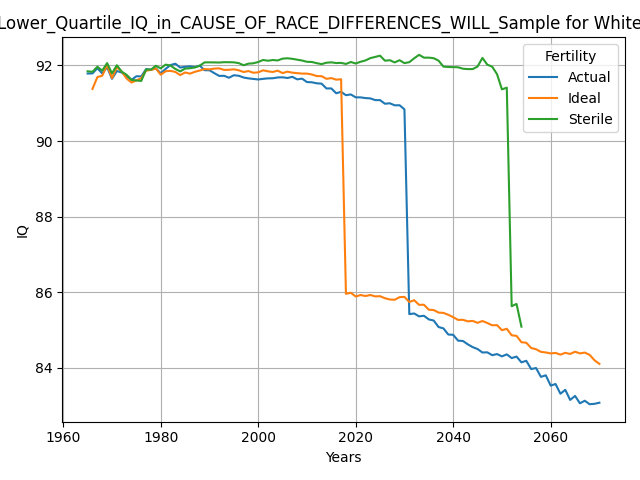 Lower_Quartile_IQ_in_CAUSE_OF_RACE_DIFFERENCES_WILL_Sample for White
Fertility
Actual
Ideal
Sterile
IQ
92
90
88
86
84
1960
1980
2000
2020
2040
2060
Years